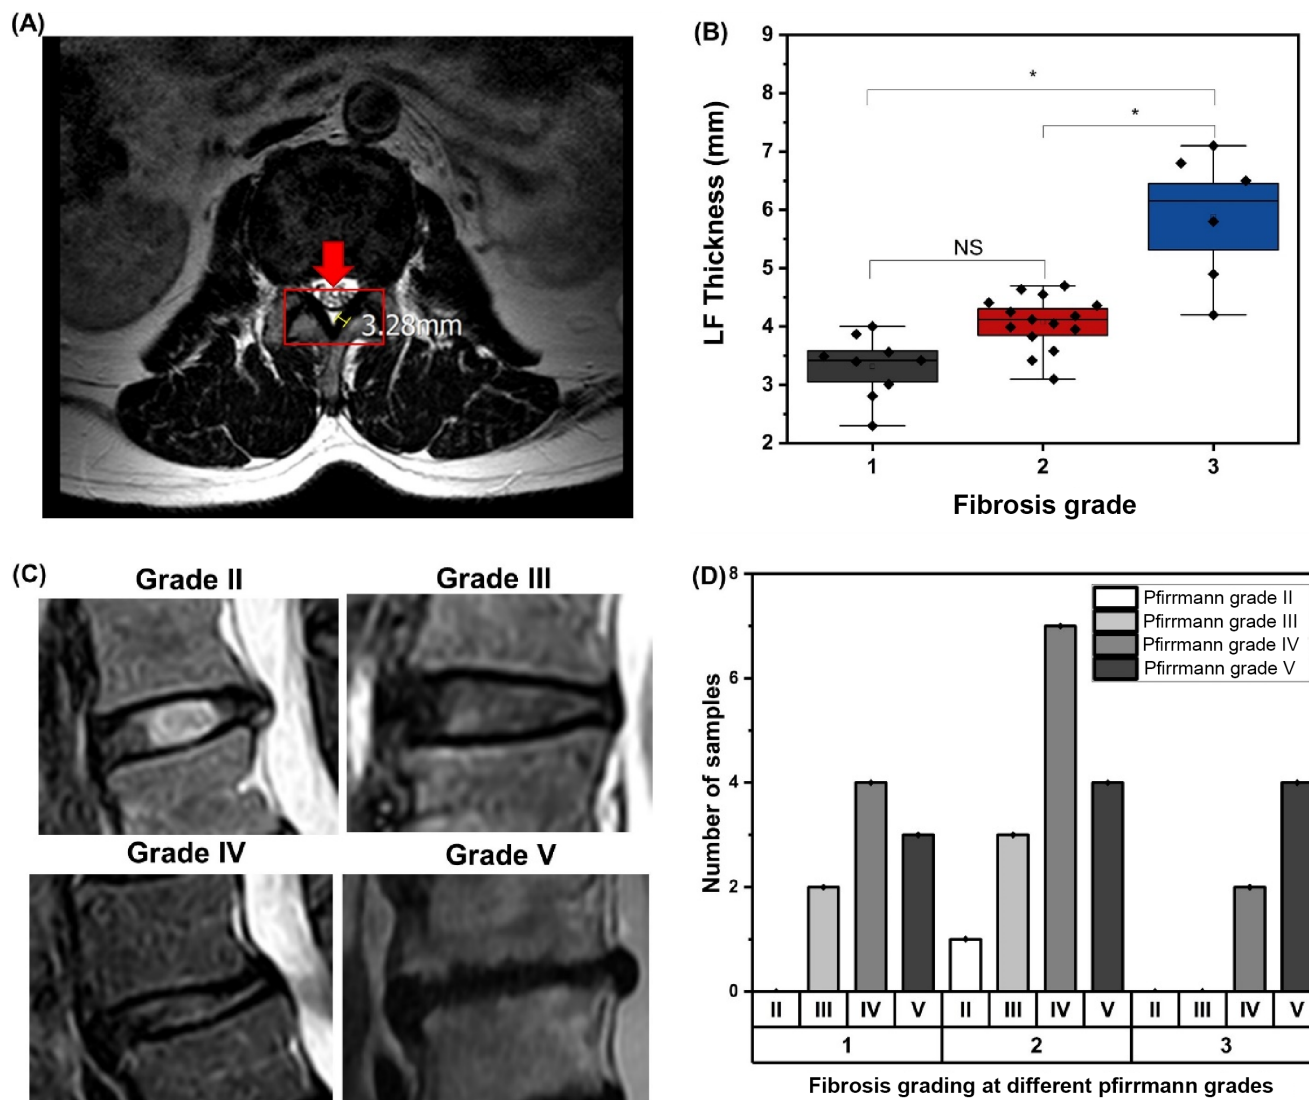 (A)
3.28mm
(B)
9
8
7
6
5
4
3
2
LF Thickness (mm)
*
*
NS
1 2 3
Fibrosis grade
(C)
Grade II
Grade III
Grade IV
Grade V
(D)
8
6
4
2
0
Number of samples
Pfirrmann grade II
Pfirrmann grade III
Pfirrmann grade IV
Pfirrmann grade V
II III IV V II III IV V II III IV V
1 2 3
Fibrosis grading at different pfirrmann grades